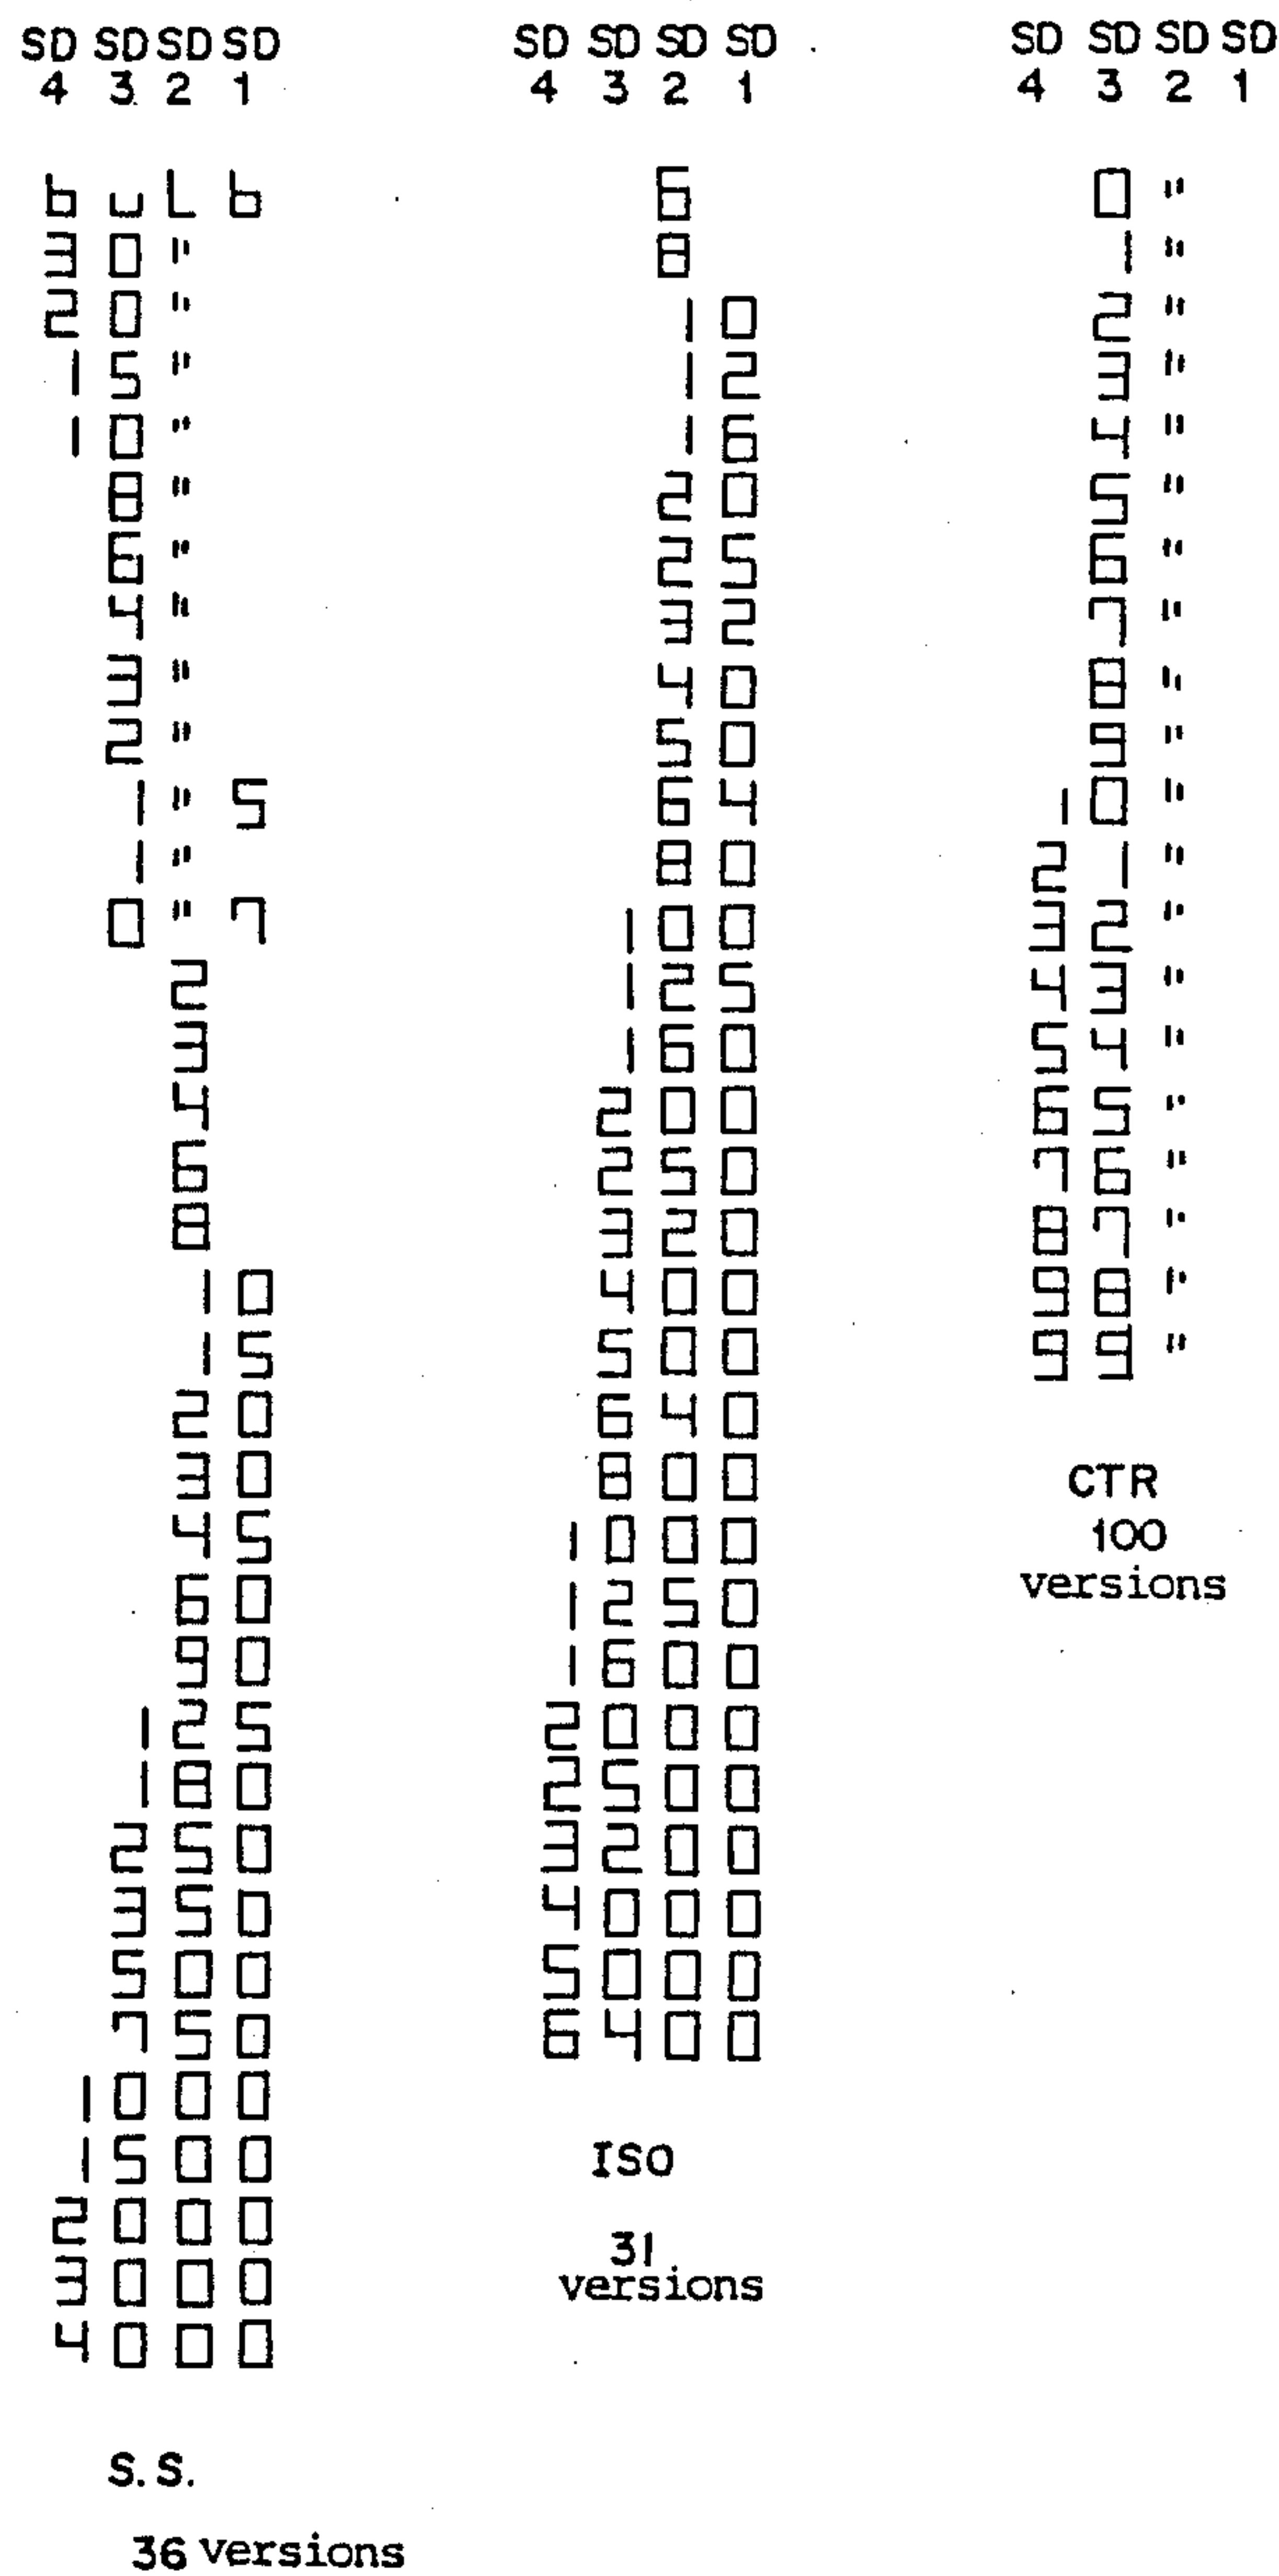 SD SD SD SD
4 3 2 1
b u L b
3 0 "
2 0 "
1 5 "
1 0 "
8 "
6 "
4 "
3 "
2 "
1 " 5
1 "
0 " 7
2
3
4
6
8
1 0
1 5
2 0
3 0
4 5
6 0
9 0
1 2 5
1 8 0
2 5 0
3 5 0
5 0 0
7 5 0
1 0 0 0
1 5 0 0
2 0 0 0
3 0 0 0
4 0 0 0
S.S.
36 versions
SD SD SD SD
4 3 2 1
6
8
1 0
1 2
1 6
2 0
2 5
3 2
4 0
5 0
6 4
8 0
1 0 0
1 2 5
1 6 0
2 0 0
2 5 0
3 2 0
4 0 0
5 0 0
6 4 0
8 0 0
1 0 0 0
1 2 5 0
1 6 0 0
2 0 0 0
2 5 0 0
3 2 0 0
4 0 0 0
5 0 0 0
6 4 0 0
ISO
31
versions
SD SD SD SD
4 3 2 1
0 "
1 "
2 "
3 "
4 "
5 "
6 "
7 "
8 "
9 "
1 0 "
2 1 "
3 2 "
4 3 "
5 4 "
6 5 "
7 6 "
8 7 "
9 8 "
9 9 "
CTR
100
versions